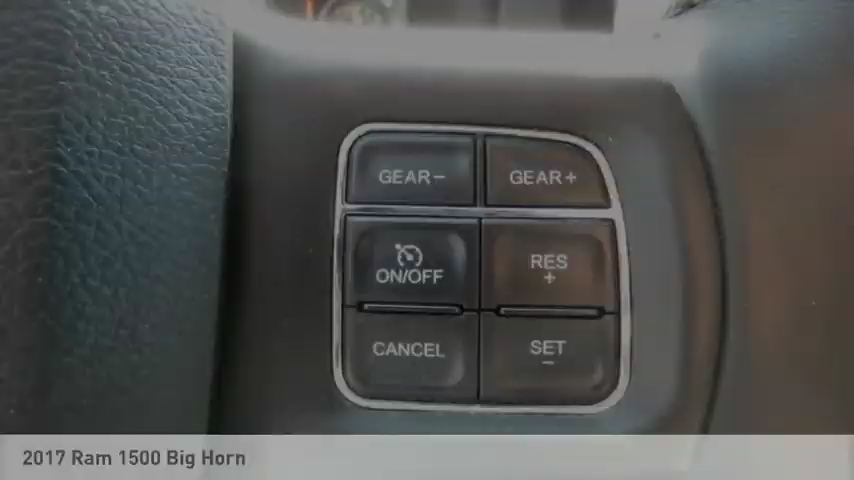 GEAR- GEAR+
ON/OFF RES
+
CANCEL SET
-
2017 Ram 1500 Big Horn